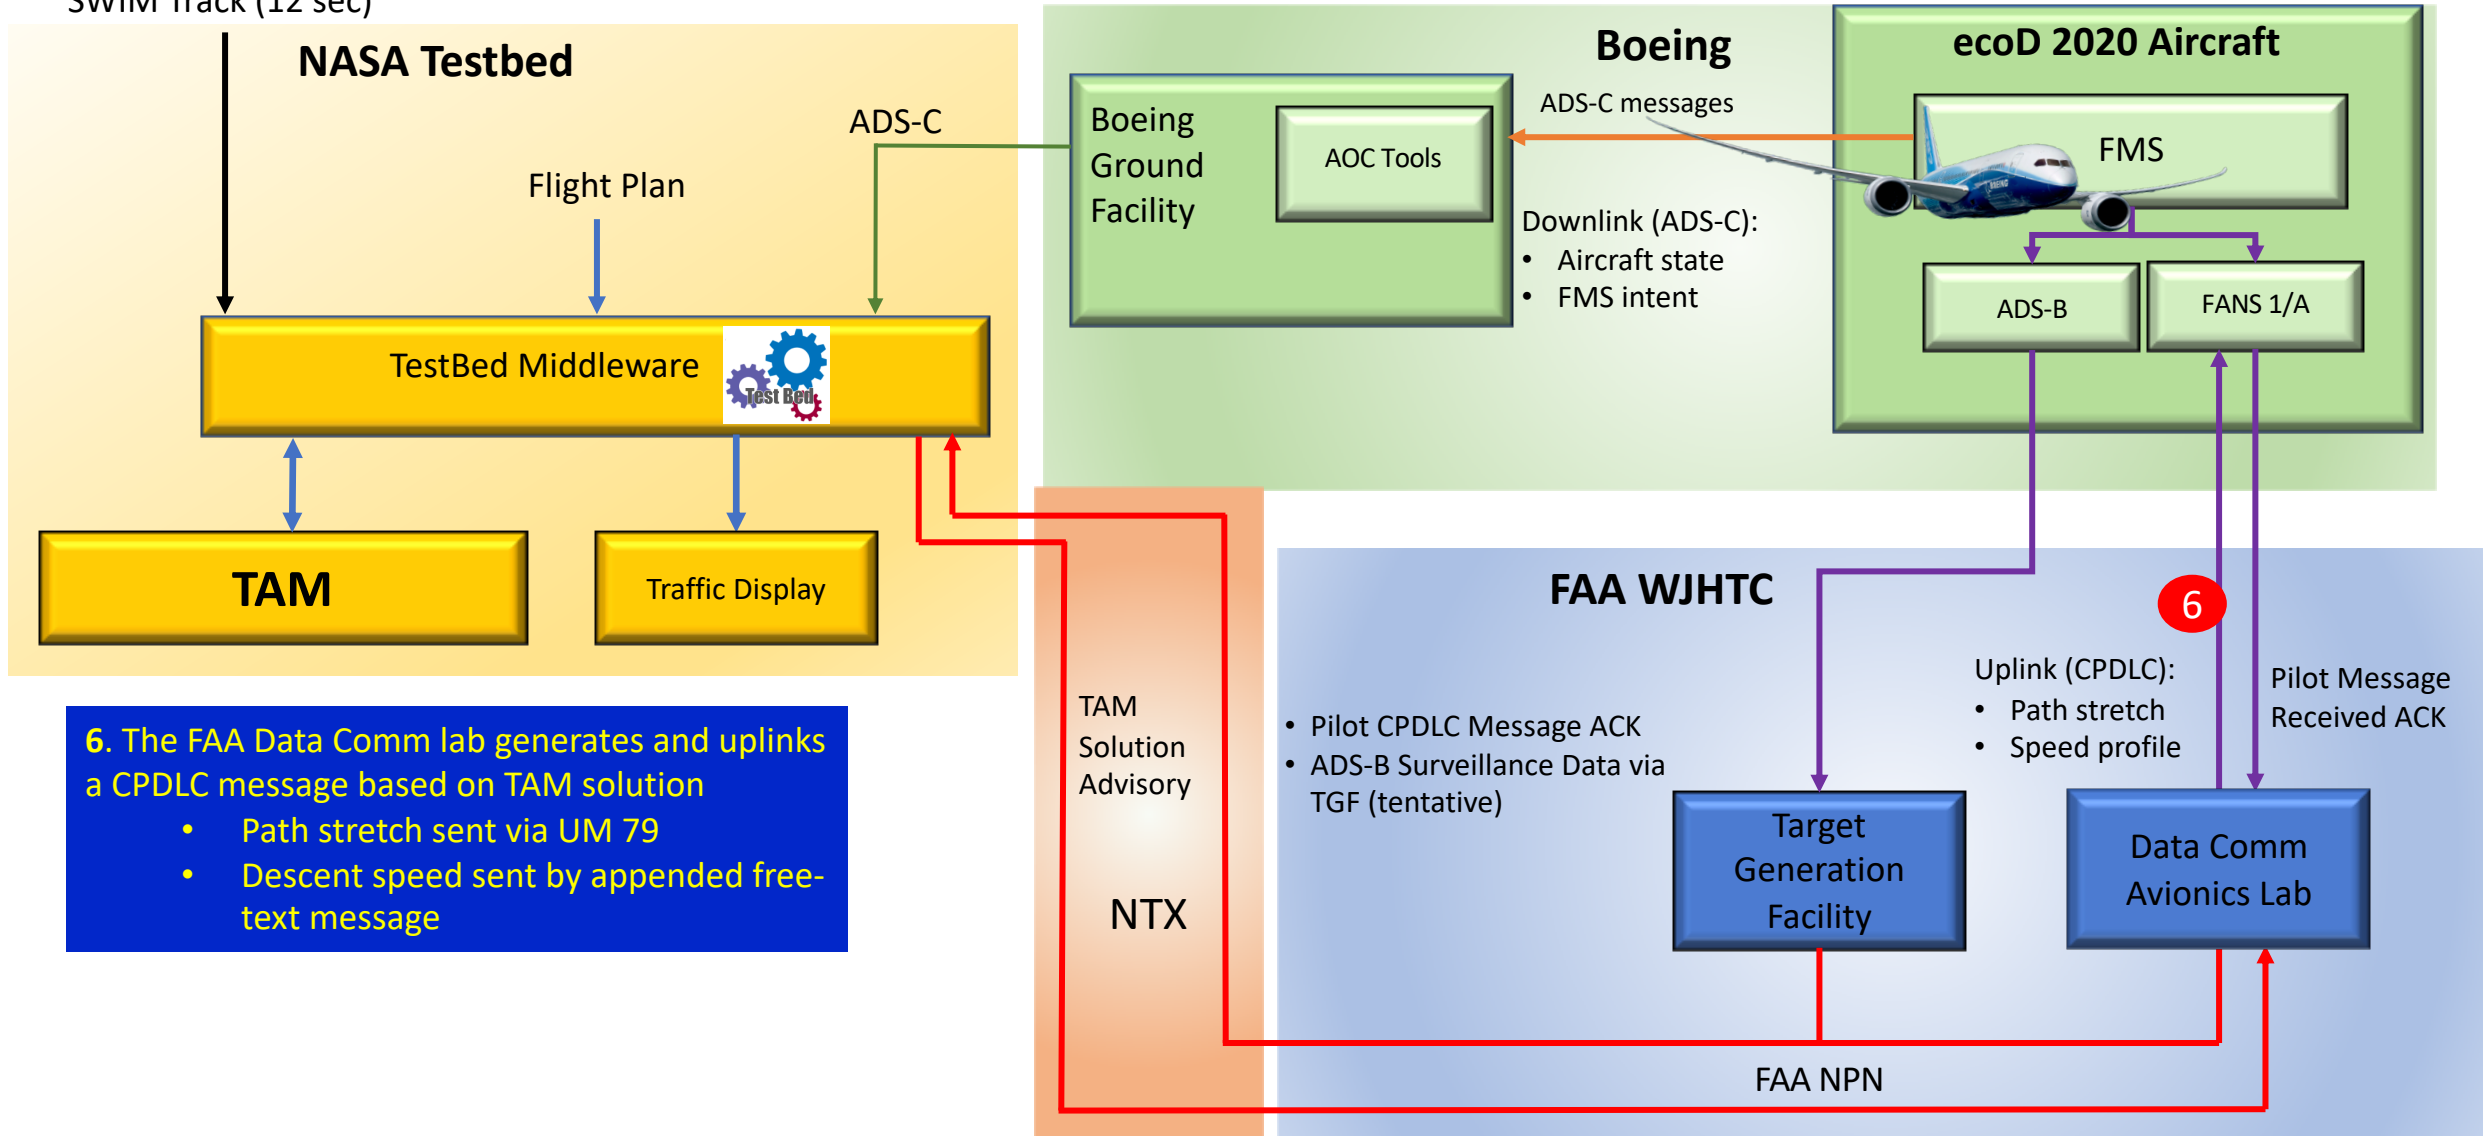 SWIM Track (12 sec)
NASA Testbed
ADS-C
Flight Plan
TestBed Middleware
Test Bed
TAM
Traffic Display
Boeing
Boeing
Ground
Facility
AOC Tools
ADS-C messages
Downlink (ADS-C):
• Aircraft state
• FMS intent
ecoD 2020 Aircraft
FMS
BOEING
ADS-B
FANS 1/A
6. The FAA Data Comm lab generates and uplinks
a CPDLC message based on TAM solution
• Path stretch sent via UM 79
• Descent speed sent by appended free-
text message
TAM
Solution
Advisory
NTX
FAA WJHTC
6
• Pilot CPDLC Message ACK
• ADS-B Surveillance Data via
TGF (tentative)
Uplink (CPDLC):
• Path stretch
• Speed profile
Pilot Message
Received ACK
Target
Generation
Facility
Data Comm
Avionics Lab
FAA NPN